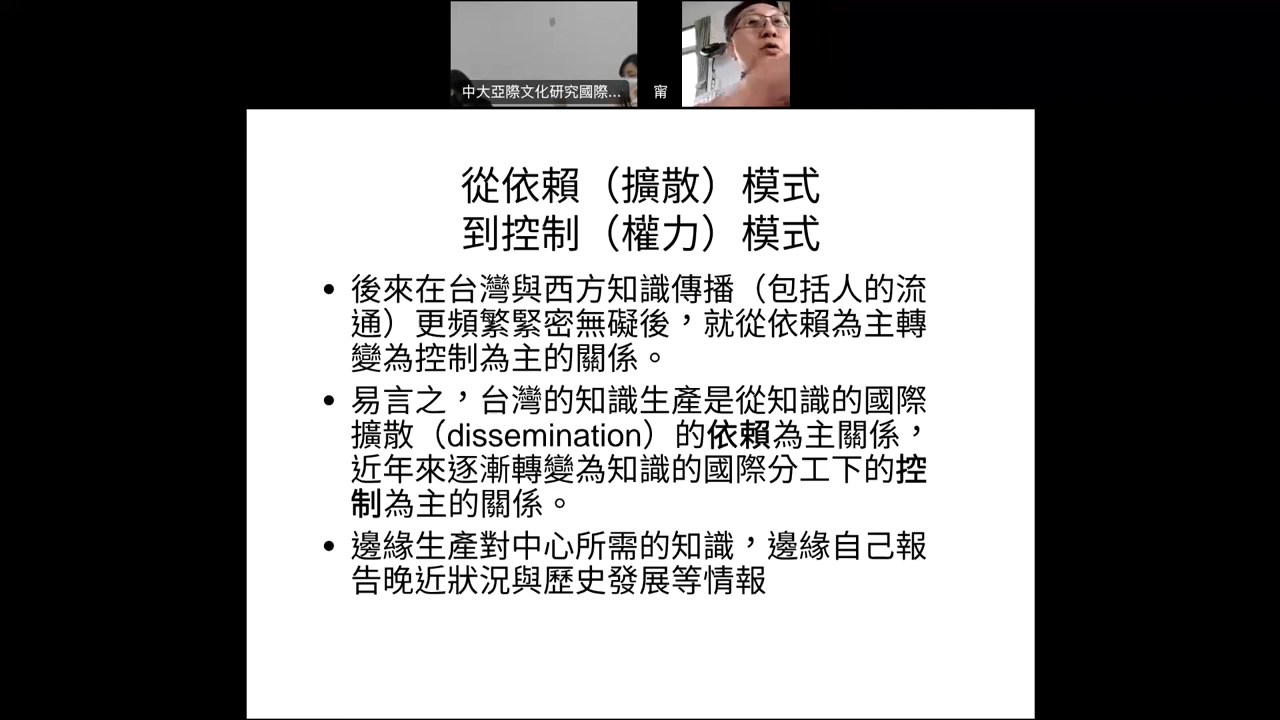 中大亞際文化研究國際...
甯
從依賴（擴散）模式
到控制（權力）模式
• 後來在台灣與西方知識傳播（包括人的流
通）更頻繁緊密無礙後，就從依賴為主轉
變為控制為主的關係。
• 易言之，台灣的知識生產是從知識的國際
擴散（dissemination）的依賴為主關係，
近年來逐漸轉變為知識的國際分工下的控
制為主的關係。
• 邊緣生產對中心所需的知識，邊緣自己報
告晚近狀況與歷史發展等情報